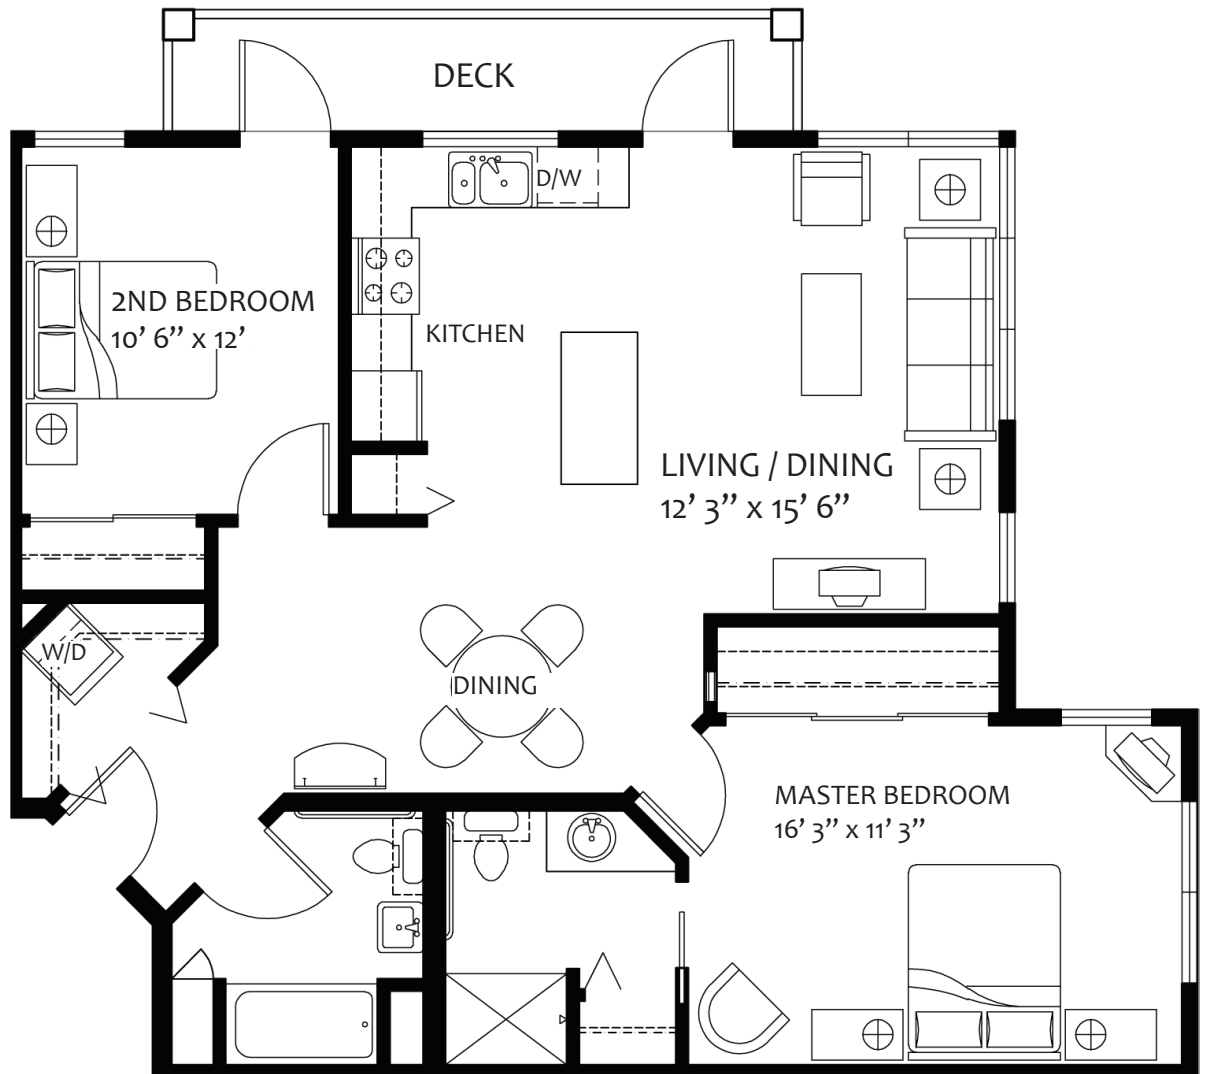 DECK
D/W
2ND BEDROOM
10’ 6” x 12’
KITCHEN
LIVING / DINING
12’ 3” x 15’ 6”
W/D
DINING
MASTER BEDROOM
16’ 3” x 11’ 3”